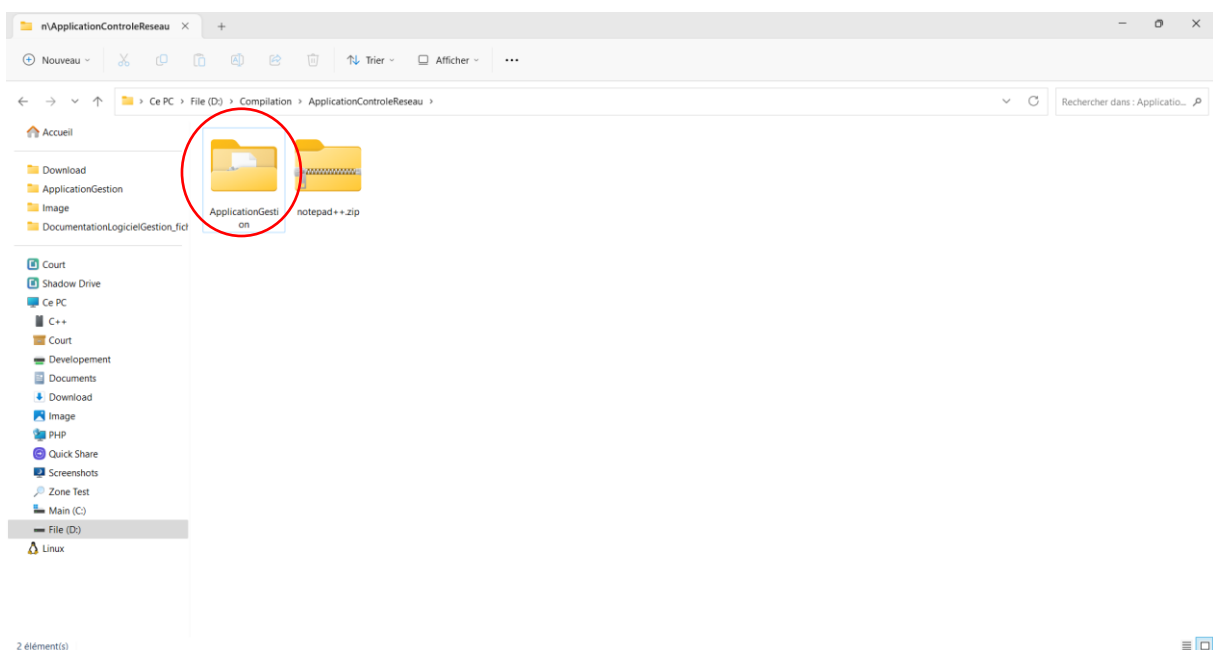 n\ApplicationControleReseau
Nouveau
Trier
Afficher
Ce PC > File (D:) > Compilation > ApplicationControleReseau >
Rechercher dans : Applicatio...
Accueil
Download
ApplicationGestion
Image
DocumentationLogicielGestion_fich
Court
Shadow Drive
Ce PC
C++
Court
Developement
Documents
Download
Image
PHP
Quick Share
Screenshots
Zone Test
Main (C:)
File (D:)
Linux
ApplicationGesti
on
notepad++.zip
2 élément(s)